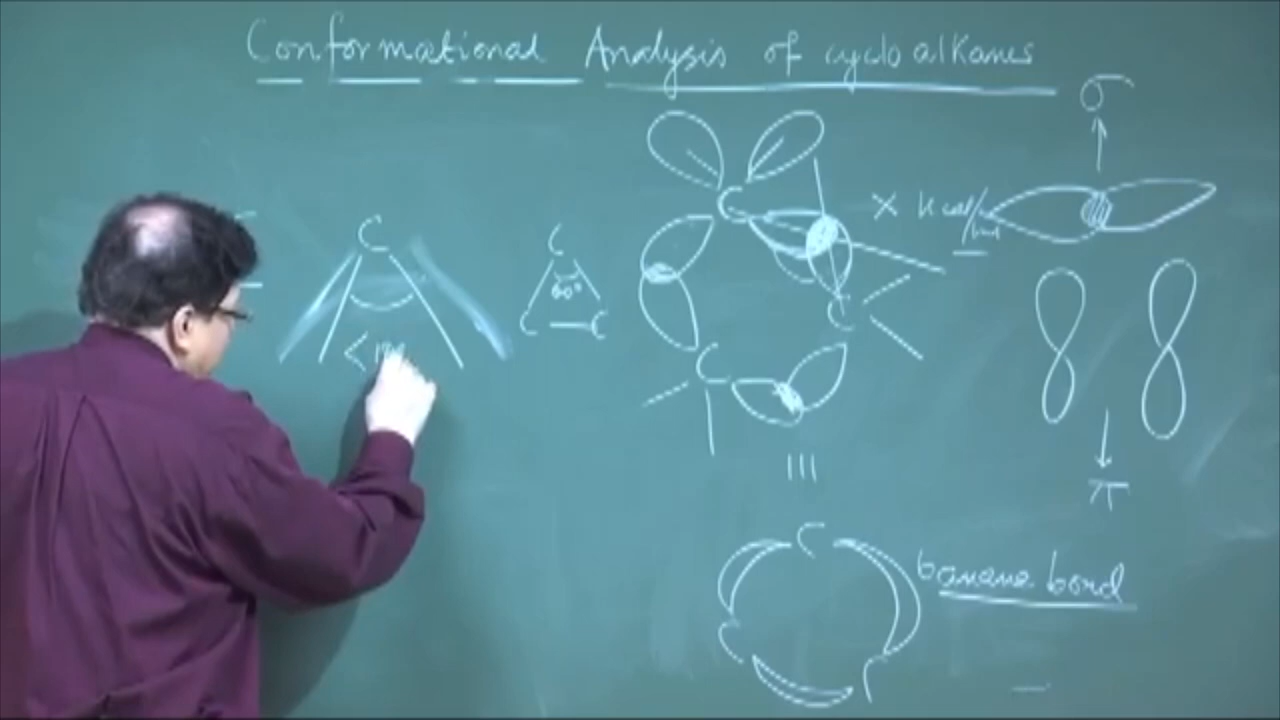 Conformational Analysis of cycloalkanes
σ
C
C
C
X kcal/mol
C
60°
C C
<
C
C
π
C
banana bond
C